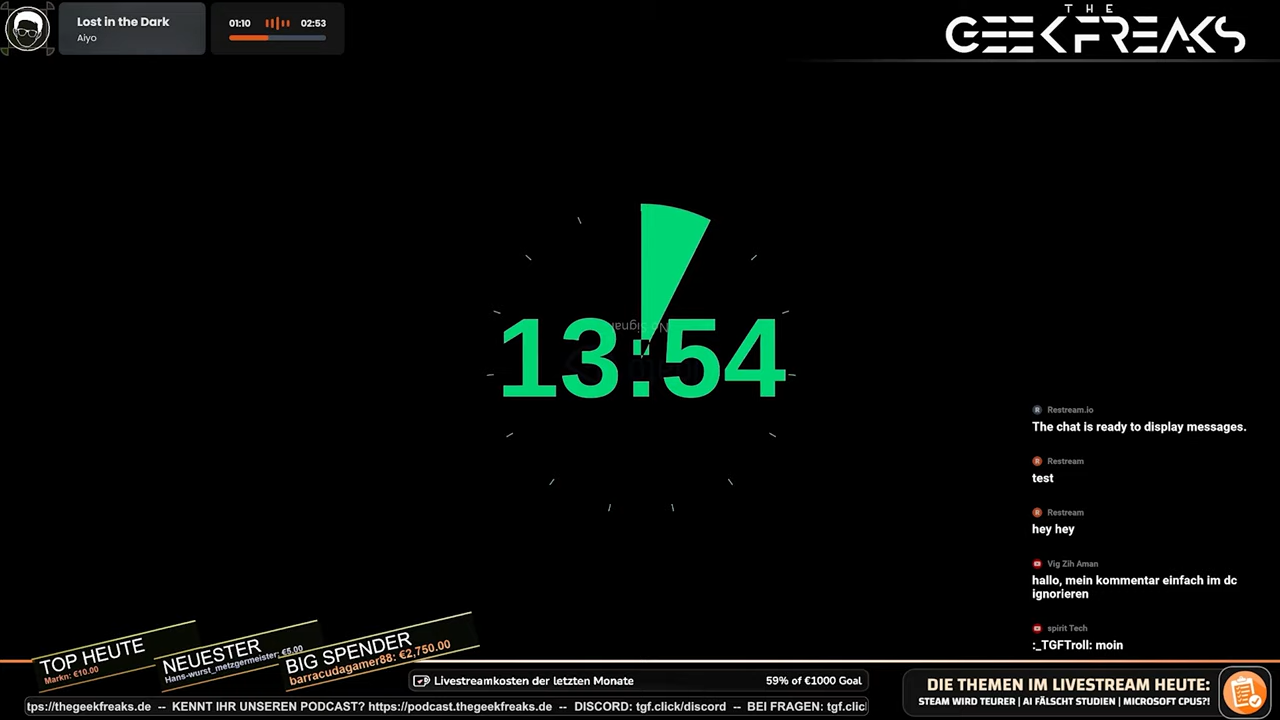 Lost in the Dark
Aiyo
01:10
02:53
THE
GEEKFREAKS
No Signal
13:54
Restream.io
The chat is ready to display messages.
Restream
test
Restream
hey hey
Vig Zih Aman
hallo, mein kommentar einfach im dc
ignorieren
spirit Tech
:_TGFTroll: moin
TOP HEUTE
Markn: €10.00
NEUESTER
Hans-wurst_metzgermeister: €5.00
BIG SPENDER
barracudagamer88: €2,750.00
Livestreamkosten der letzten Monate
59% of €1000 Goal
tps://thegeekfreaks.de -- KENNT IHR UNSEREN PODCAST? https://podcast.thegeekfreaks.de -- DISCORD: tgf.click/discord -- BEI FRAGEN: tgf.clic
DIE THEMEN IM LIVESTREAM HEUTE:
STEAM WIRD TEURER | AI FÄLSCHT STUDIEN | MICROSOFT CPUS?!